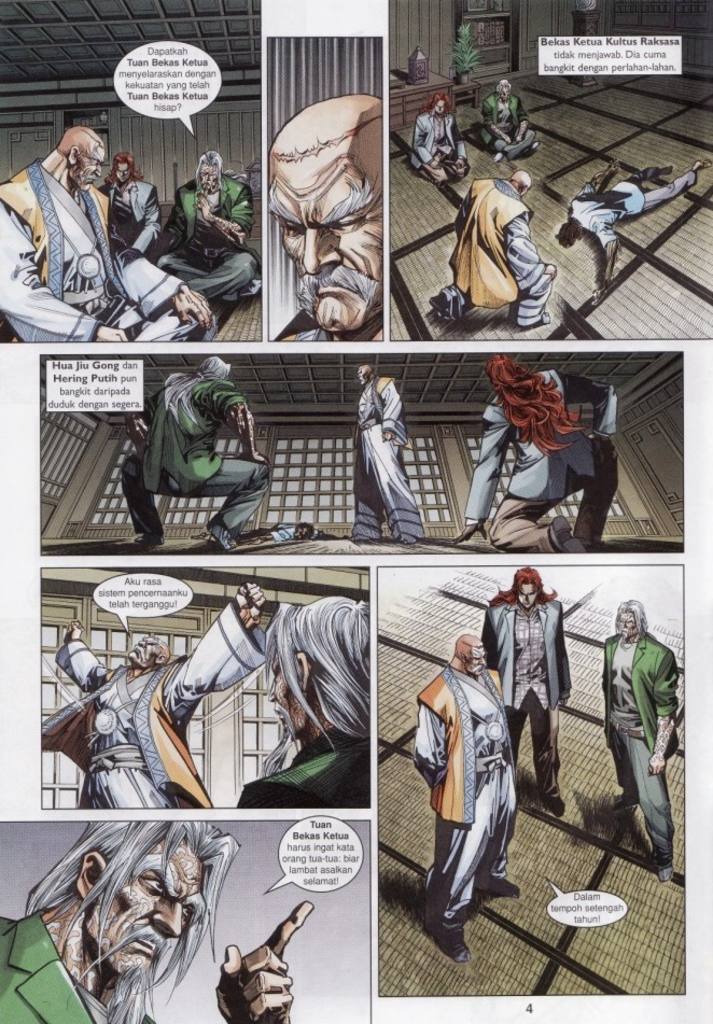 Dapatkah
Tuan Bekas Ketua
menyelaraskan dengan
kekuatan yang telah
Tuan Bekas Ketua
hisap?
Bekas Ketua Kultus Raksasa
tidak menjawab. Dia cuma
bangkit dengan perlahan-lahan.
Hua Jiu Gong dan
Hering Putih pun
bangkit daripada
duduk dengan segera.
Aku rasa
sistem pencernaanku
telah terganggu!
Tuan
Bekas Ketua
harus ingat kata
orang tua-tua: biar
lambat asalkan
selamat!
Dalam
tempoh setengah
tahun!
4